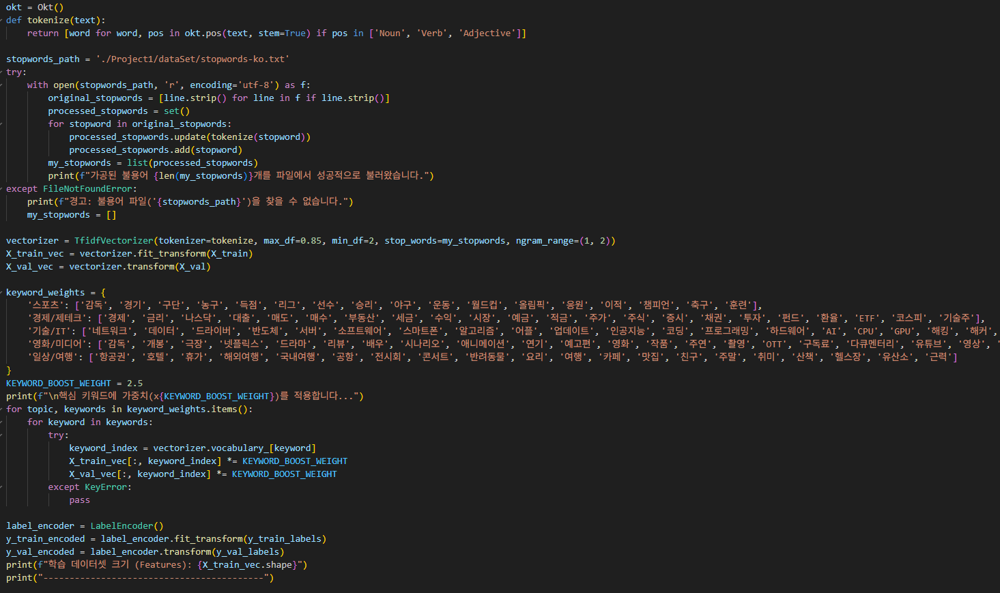 okt = Okt()
def tokenize(text):
    return [word for word, pos in okt.pos(text, stem=True) if pos in ['Noun', 'Verb', 'Adjective']]

stopwords_path = './Project1/dataSet/stopwords-ko.txt'
try:
    with open(stopwords_path, 'r', encoding='utf-8') as f:
        original_stopwords = [line.strip() for line in f if line.strip()]
        processed_stopwords = set()
        for stopword in original_stopwords:
            processed_stopwords.update(tokenize(stopword))
            processed_stopwords.add(stopword)
        my_stopwords = list(processed_stopwords)
        print(f"가공된 불용어 {len(my_stopwords)}개를 파일에서 성공적으로 불러왔습니다.")
except FileNotFoundError:
    print(f"경고: 불용어 파일('{stopwords_path}')을 찾을 수 없습니다.")
    my_stopwords = []

vectorizer = TfidfVectorizer(tokenizer=tokenize, max_df=0.85, min_df=2, stop_words=my_stopwords, ngram_range=(1, 2))
X_train_vec = vectorizer.fit_transform(X_train)
X_val_vec = vectorizer.transform(X_val)

keyword_weights = {
    '스포츠': ['감독', '경기', '구단', '농구', '득점', '리그', '선수', '승리', '야구', '운동', '월드컵', '올림픽', '응원', '이적', '챔피언', '축구', '훈련'],
    '경제/제테크': ['경제', '금리', '나스닥', '대출', '매도', '매수', '부동산', '세금', '수익', '시장', '예금', '적금', '주가', '주식', '증시', '채권', '투자', '펀드', '환율', 'ETF', '코스피', '기술주'],
    '기술/IT': ['네트워크', '데이터', '드라이버', '반도체', '서버', '소프트웨어', '스마트폰', '알고리즘', '어플', '업데이트', '인공지능', '코딩', '프로그래밍', '하드웨어', 'AI', 'CPU', 'GPU', '해킹', '해커',
    '영화/미디어': ['감독', '개봉', '극장', '넷플릭스', '드라마', '리뷰', '배우', '시나리오', '애니메이션', '연기', '예고편', '영화', '작품', '주연', '촬영', 'OTT', '구독료', '다큐멘터리', '유튜브', '영상', '
    '일상/여행': ['항공권', '호텔', '휴가', '해외여행', '국내여행', '공항', '전시회', '콘서트', '반려동물', '요리', '여행', '카페', '맛집', '친구', '주말', '취미', '산책', '헬스장', '유산소', '근력']
}
KEYWORD_BOOST_WEIGHT = 2.5
print(f"\n핵심 키워드에 가중치(x{KEYWORD_BOOST_WEIGHT})를 적용합니다...")
for topic, keywords in keyword_weights.items():
    for keyword in keywords:
        try:
            keyword_index = vectorizer.vocabulary_[keyword]
            X_train_vec[:, keyword_index] *= KEYWORD_BOOST_WEIGHT
            X_val_vec[:, keyword_index] *= KEYWORD_BOOST_WEIGHT
        except KeyError:
            pass

label_encoder = LabelEncoder()
y_train_encoded = label_encoder.fit_transform(y_train_labels)
y_val_encoded = label_encoder.transform(y_val_labels)
print(f"학습 데이터셋 크기 (Features): {X_train_vec.shape}")
print("------------------------------------------")